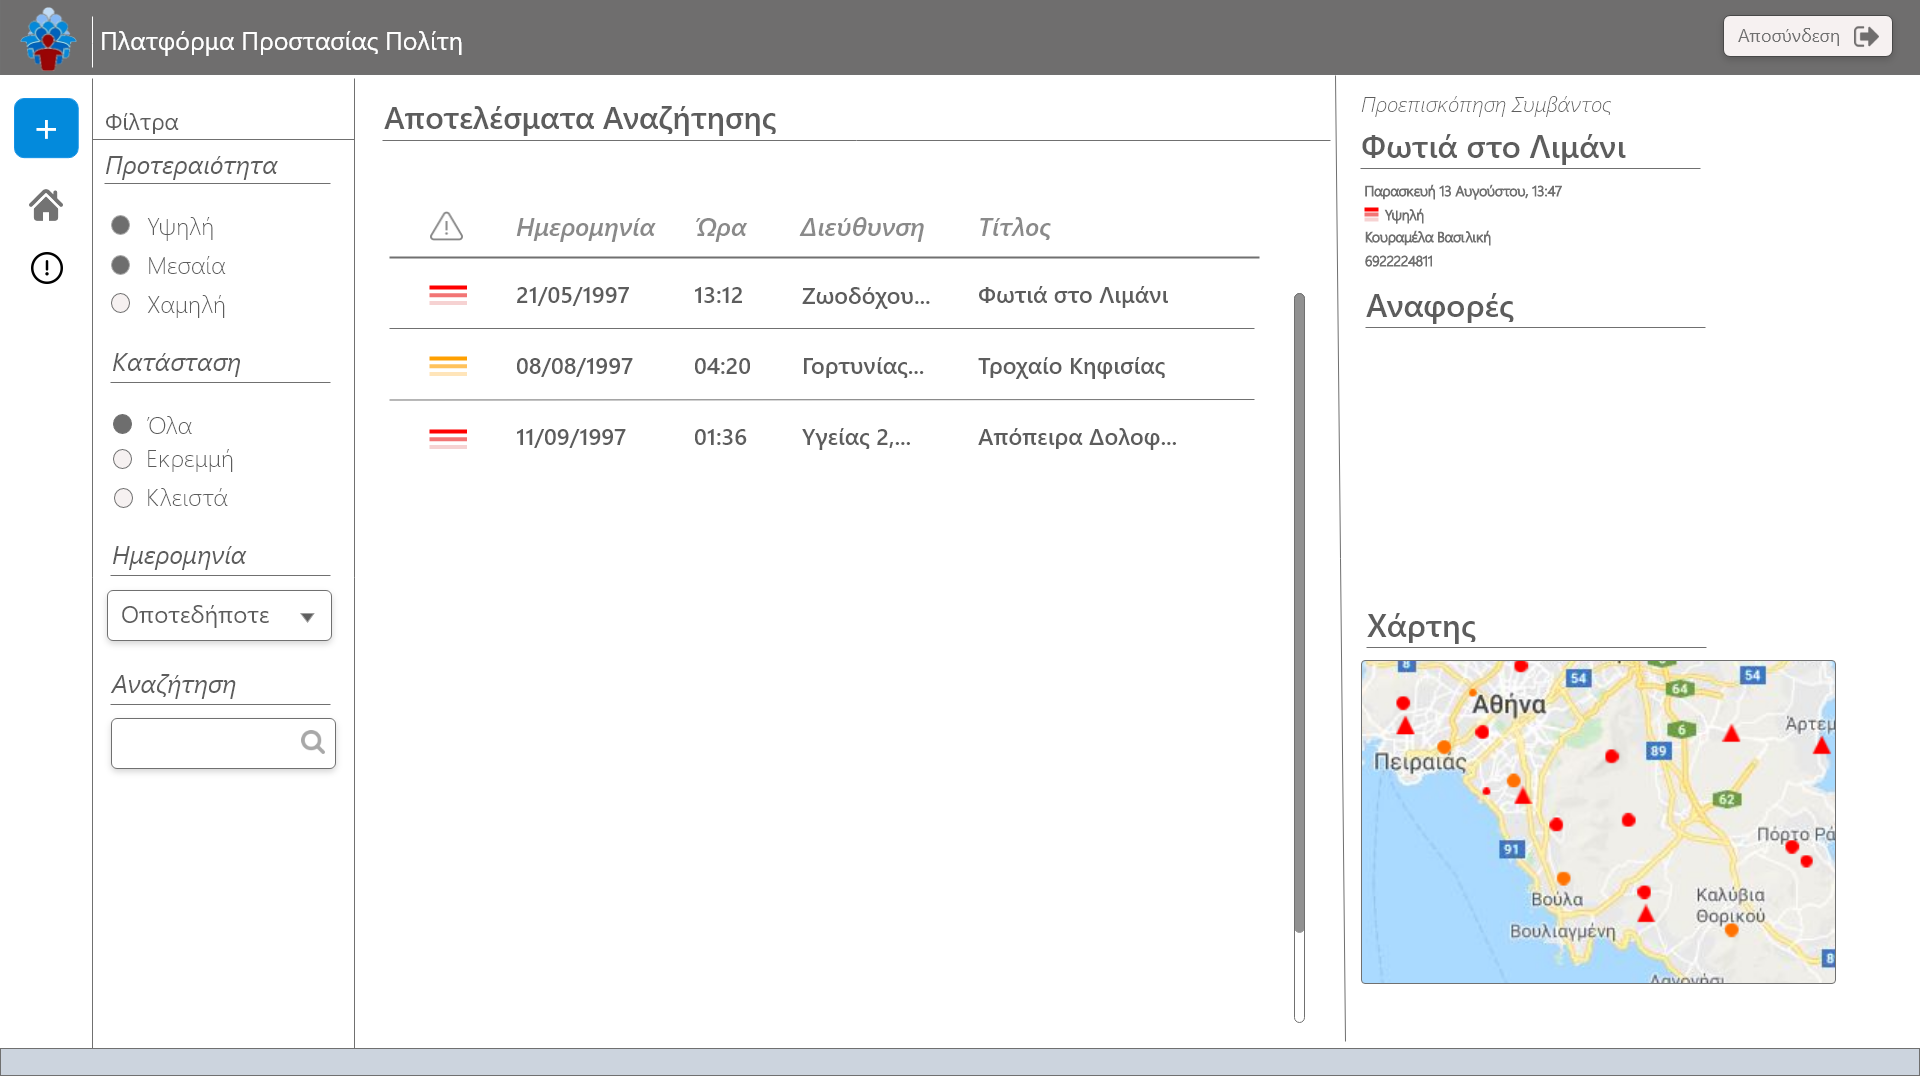 Πλατφόρμα Προστασίας Πολίτη
Αποσύνδεση
Φίλτρα
Προτεραιότητα
Υψηλή
Μεσαία
Χαμηλή
Κατάσταση
Όλα
Εκρεμμή
Κλειστά
Ημερομηνία
Οποτεδήποτε
Αναζήτηση
Αποτελέσματα Αναζήτησης
Ημερομηνία Ώρα Διεύθυνση Τίτλος
21/05/1997 13:12 Ζωοδόχου... Φωτιά στο Λιμάνι
08/08/1997 04:20 Γορτυνίας... Τροχαίο Κηφισίας
11/09/1997 01:36 Υγείας 2,... Απόπειρα Δολοφ...
Προεπισκόπηση Συμβάντος
Φωτιά στο Λιμάνι
Παρασκευή 13 Αυγούστου, 13:47
Υψηλή
Κουραμέλα Βασιλική
6922224811
Αναφορές
Χάρτης
8
54
54
64
Αθήνα
6
Άρτεμ
89
Πειραιάς
62
Πόρτο Ρά
91
Βούλα
Καλύβια
Θορικού
Βουλιαγμένη
8